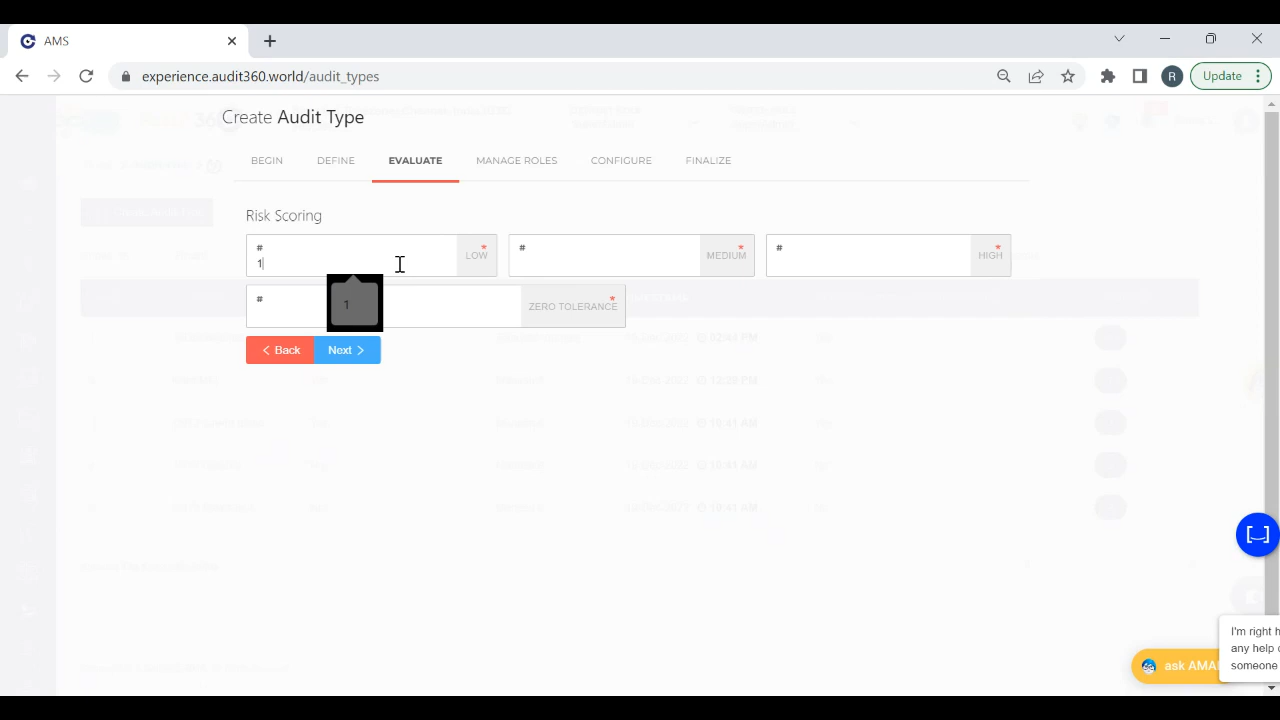 AMS
experience.audit360.world/audit_types
R
Update
Create Audit Type
BEGIN DEFINE EVALUATE MANAGE ROLES CONFIGURE FINALIZE
Risk Scoring
# # #
1 LOW MEDIUM HIGH
* * *
# ZERO TOLERANCE *
1
< Back Next >
[...]
I'm right h
any help
someone
ask AMA